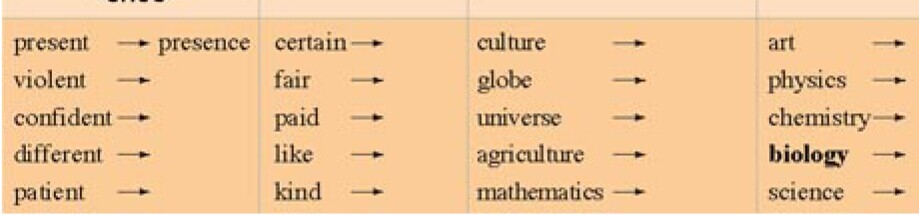 present → presence certain → culture → art →
violent → fair → globe → physics →
confident → paid → universe → chemistry →
different → like → agriculture → biology →
patient → kind → mathematics → science →